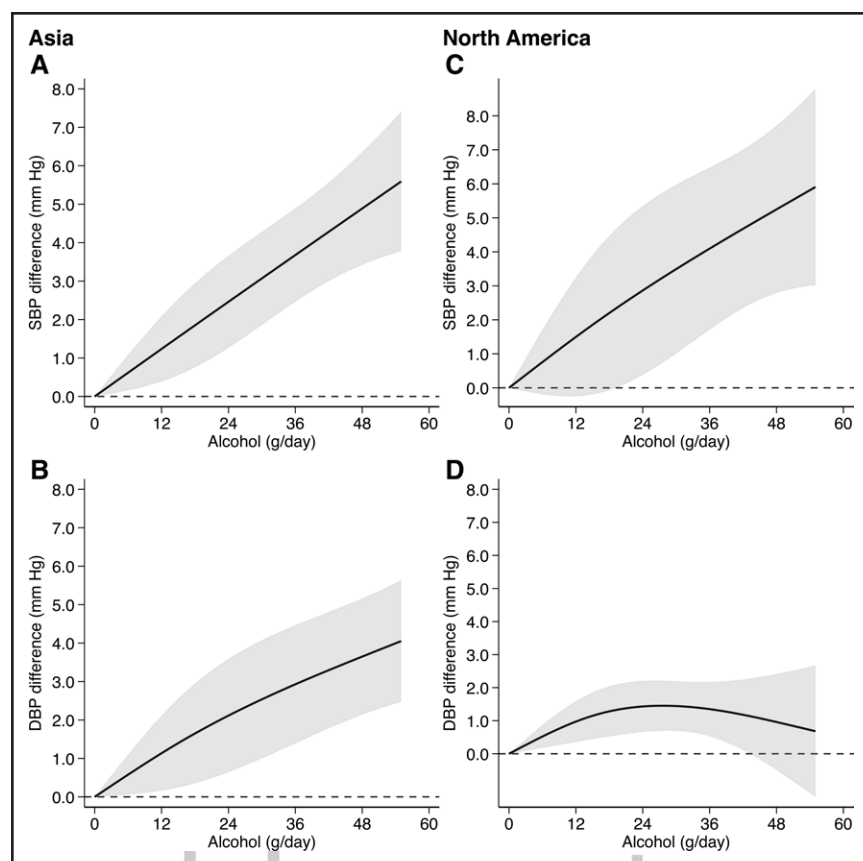 Asia
A
8.0
7.0
6.0
5.0
4.0
3.0
2.0
1.0
0.0
SBP difference (mm Hg)
0 12 24 36 48 60
Alcohol (g/day)
B
8.0
7.0
6.0
5.0
4.0
3.0
2.0
1.0
0.0
DBP difference (mm Hg)
0 12 24 36 48 60
Alcohol (g/day)
North America
C
8.0
7.0
6.0
5.0
4.0
3.0
2.0
1.0
0.0
SBP difference (mm Hg)
0 12 24 36 48 60
Alcohol (g/day)
D
8.0
7.0
6.0
5.0
4.0
3.0
2.0
1.0
0.0
DBP difference (mm Hg)
0 12 24 36 48 60
Alcohol (g/day)